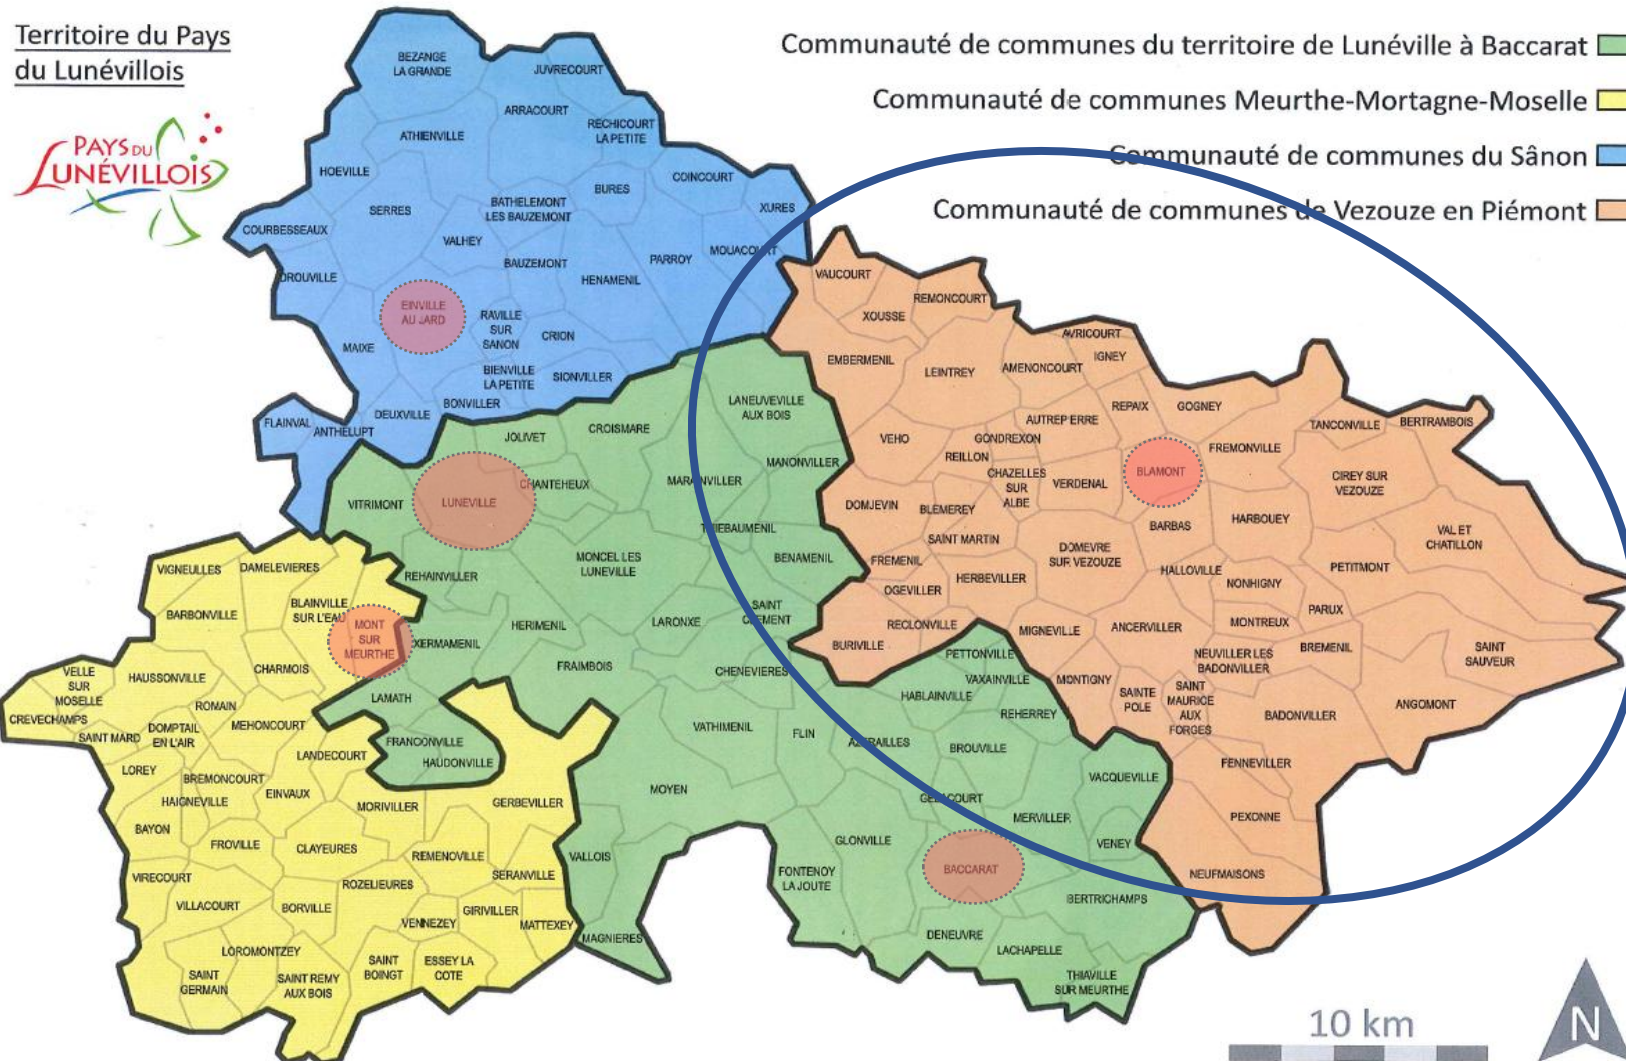 Territoire du Pays
du Lunévillois
PAYS DU
LUNÉVILLOIS
Communauté de communes du territoire de Lunéville à Baccarat
Communauté de communes Meurthe-Mortagne-Moselle
Communauté de communes du Sânon
Communauté de communes de Vezouze en Piémont
BEZANGE
LA GRANDE
JUVRECOURT
ARRACOURT
RECHICOURT
LA PETITE
ATHIENVILLE
HOEVILLE
COINCOURT
BURES
SERRES
BATHELEMONT
LES BAUZEMONT
XURES
COURBESSEAUX
VALHEY
MOUACOURT
PARROY
BAUZEMONT
HENAMENIL
DROUVILLE
EINVILLE
AU JARD
RAVILLE
SUR
SANON
CRION
MAIXE
BIENVILLE
LA PETITE
SIONVILLER
BONVILLER
DEUXVILLE
FLAINVAL
ANTHELUPT
VAUCOURT
REMONCOURT
XOUSSE
AVRICOURT
IGNEY
EMBERMENIL
LEINTREY
AMENONCOURT
REPAIX
GOGNEY
AUTREPIERRE
TANCONVILLE
BERTRAMBOIS
VEHO
GONDREXON
REILLON
FREMONVILLE
CHAZELLES
SUR
ALBE
VERDENAL
BLAMONT
CIREY SUR
VEZOUZE
DOMJEVIN
BLEMEREY
BARBAS
HARBOUEY
VAL ET
CHATILLON
SAINT MARTIN
DOMEVRE
SUR VEZOUZE
FREMENIL
HERBEVILLER
HALLOVILLE
NONHIGNY
PETITMONT
OGEVILLER
PARUX
RECLONVILLE
MIGNEVILLE
ANCERVILLER
MONTREUX
BURIVILLE
NEUVILLER LES
BADONVILLER
BREMENIL
SAINT
SAUVEUR
MONTIGNY
SAINTE
POLE
SAINT
MAURICE
AUX
FORGES
BADONVILLER
ANGOMONT
FENNEVILLER
PEXONNE
NEUFMAISONS
LANEUVEVILLE
AUX BOIS
JOLIVET
CROISMARE
MANONVILLER
CHANTEHEUX
MARAINVILLER
VITRIMONT
LUNEVILLE
THIEBAUMENIL
MONCEL LES
LUNEVILLE
BENAMENIL
REHAINVILLER
SAINT
CLEMENT
HERIMENIL
LARONXE
XERMAMENIL
FRAIMBOIS
CHENEVIERES
PETTONVILLE
VAXAINVILLE
HABLAINVILLE
REHERREY
LAMATH
VATHIMENIL
FLIN
AZERAILLES
BROUVILLE
FRANCONVILLE
HAUDONVILLE
VACQUEVILLE
MOYEN
GELACOURT
MERVILLER
GLONVILLE
VENEY
VALLOIS
FONTENOY
LA JOUTE
BACCARAT
BERTRICHAMPS
MAGNIERES
DENEUVRE
LACHAPELLE
THIAVILLE
SUR MEURTHE
VIGNEULLES
DAMELEVIERES
BARBONVILLE
BLAINVILLE
SUR L'EAU
MONT
SUR
MEURTHE
VELLE
SUR
MOSELLE
HAUSSONVILLE
CHARMOIS
ROMAIN
CREVECHAMPS
SAINT MARD
DOMPTAIL
EN L'AIR
MEHONCOURT
LANDECOURT
LOREY
BREMONCOURT
EINVAUX
HAIGNEVILLE
MORIVILLER
GERBEVILLER
BAYON
FROVILLE
CLAYEURES
REMENOVILLE
SERANVILLE
VIRECOURT
ROZELIEURES
VILLACOURT
BORVILLE
GIRIVILLER
VENNEZEY
MATTEXEY
LOROMONTZEY
SAINT
BOINGT
ESSEY LA
COTE
SAINT
GERMAIN
SAINT REMY
AUX BOIS
10 km
N